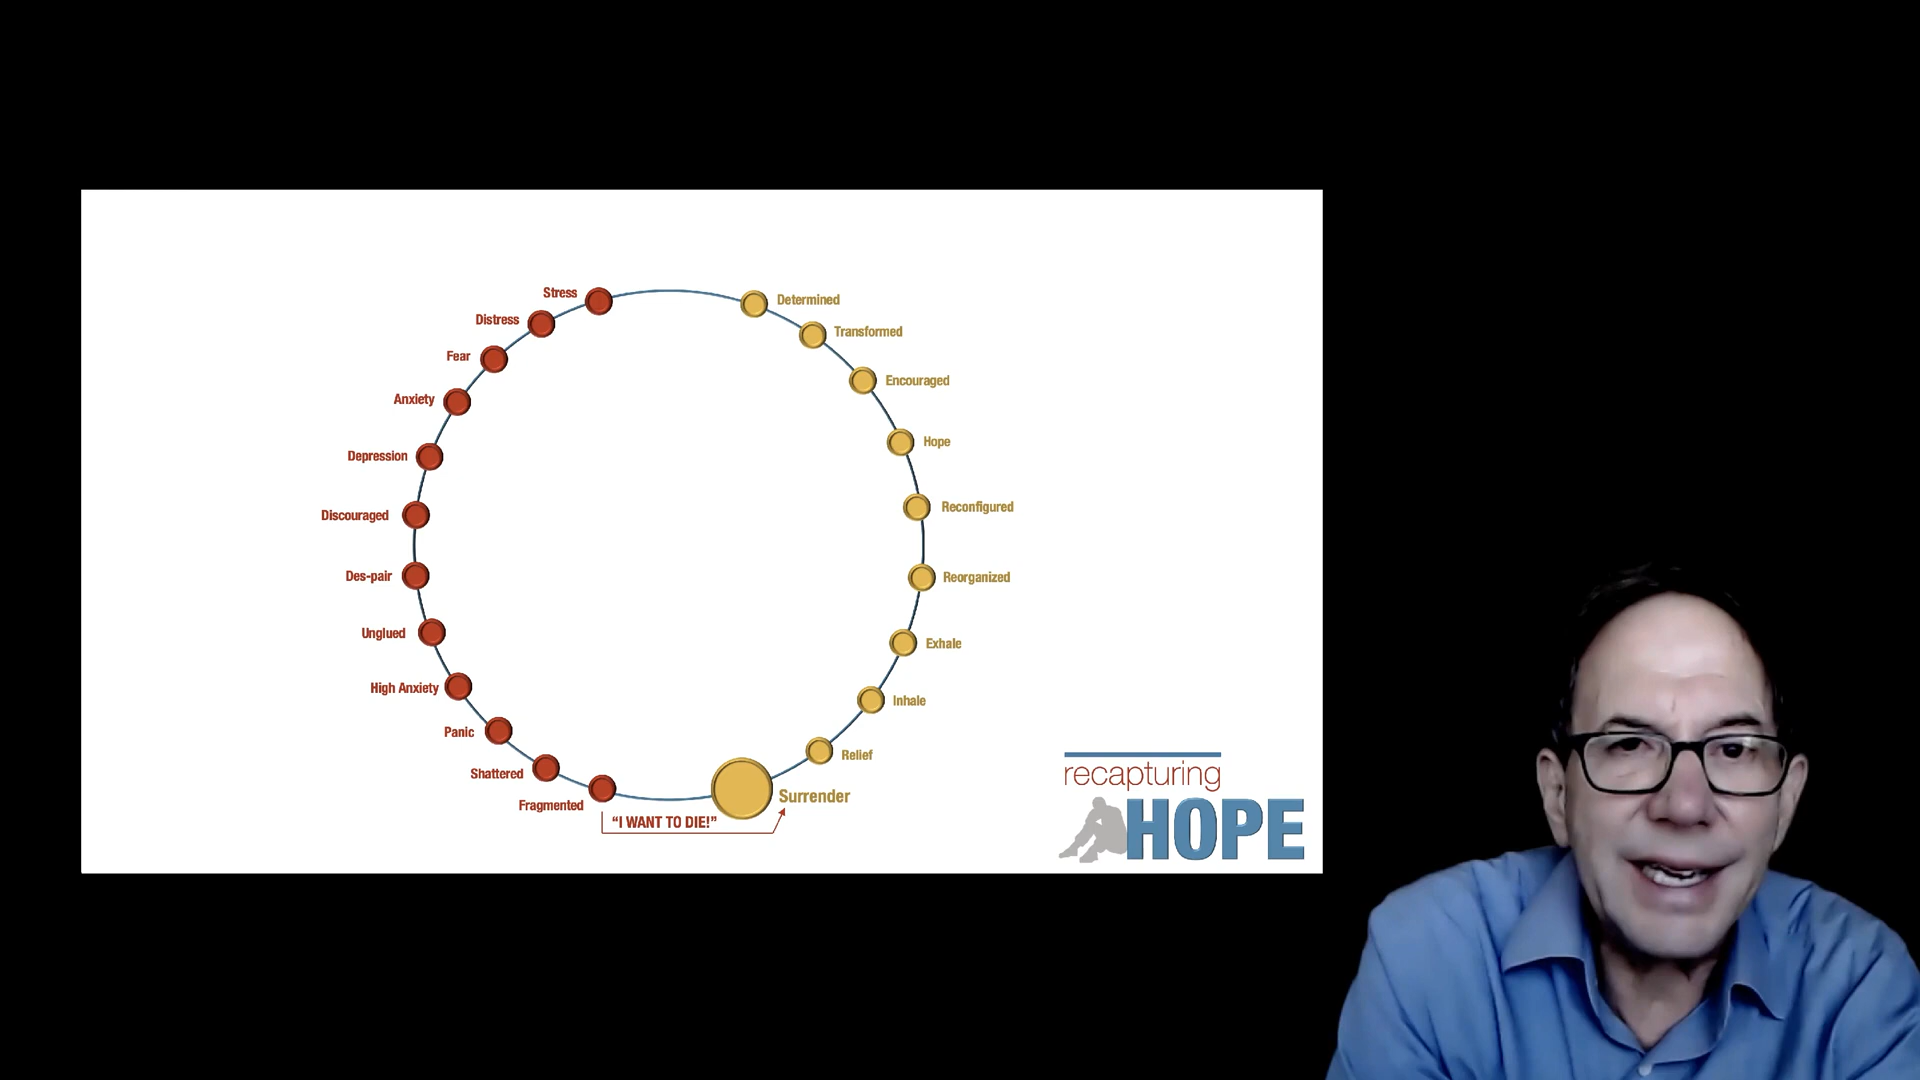 Stress
Distress
Fear
Anxiety
Depression
Discouraged
Des-pair
Unglued
High Anxiety
Panic
Shattered
Fragmented
“I WANT TO DIE!”
Surrender
Relief
Inhale
Exhale
Reorganized
Reconfigured
Hope
Encouraged
Transformed
Determined
recapturing
HOPE